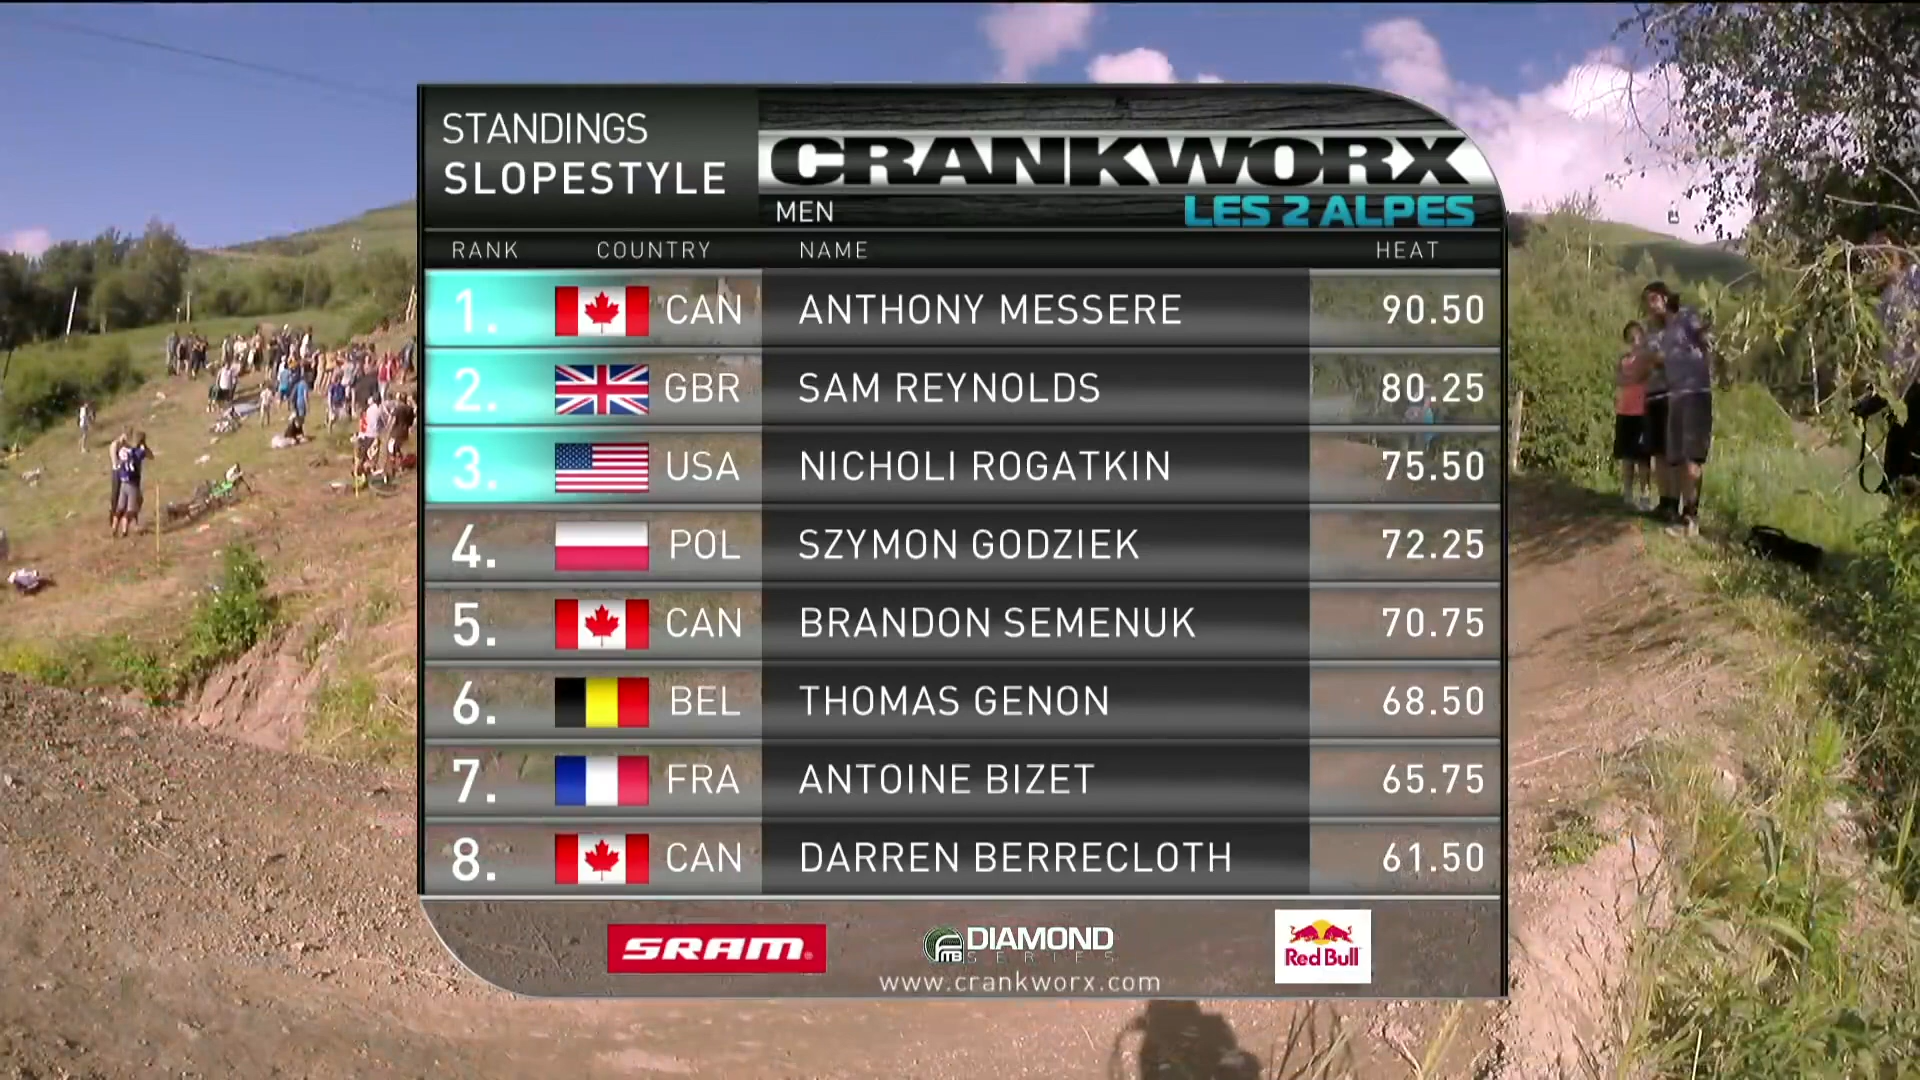 STANDINGS
SLOPESTYLE
CRANKWORX
MEN
LES 2 ALPES
RANK COUNTRY NAME HEAT
1. CAN ANTHONY MESSERE 90.50
2. GBR SAM REYNOLDS 80.25
3. USA NICHOLI ROGATKIN 75.50
4. POL SZYMON GODZIEK 72.25
5. CAN BRANDON SEMENUK 70.75
6. BEL THOMAS GENON 68.50
7. FRA ANTOINE BIZET 65.75
8. CAN DARREN BERRECLOTH 61.50
SRAM
FMB DIAMOND
SERIES
Red Bull
www.crankworx.com